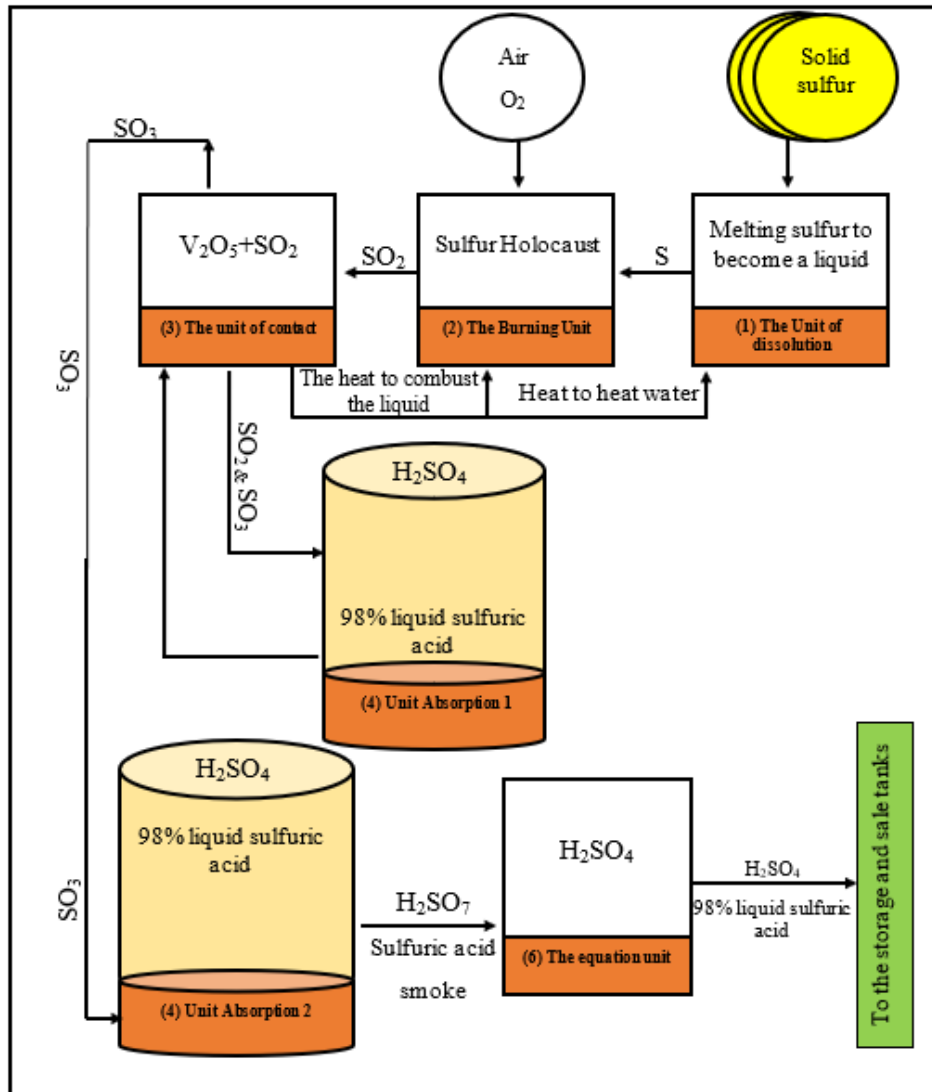 Air
O₂
Solid
sulfur
SO₃
V₂O₅+SO₂
SO₂
Sulfur Holocaust
S
Melting sulfur to
become a liquid
(3) The unit of contact
(2) The Burning Unit
(1) The Unit of
dissolution
The heat to combust
the liquid
Heat to heat water
SO₃
SO₂ & SO₃
H₂SO₄
98% liquid sulfuric
acid
(4) Unit Absorption 1
H₂SO₄
98% liquid sulfuric
acid
(4) Unit Absorption 2
SO₃
H₂SO₇
Sulfuric acid
smoke
H₂SO₄
(6) The equation unit
H₂SO₄
98% liquid sulfuric
acid
To the storage and sale tanks